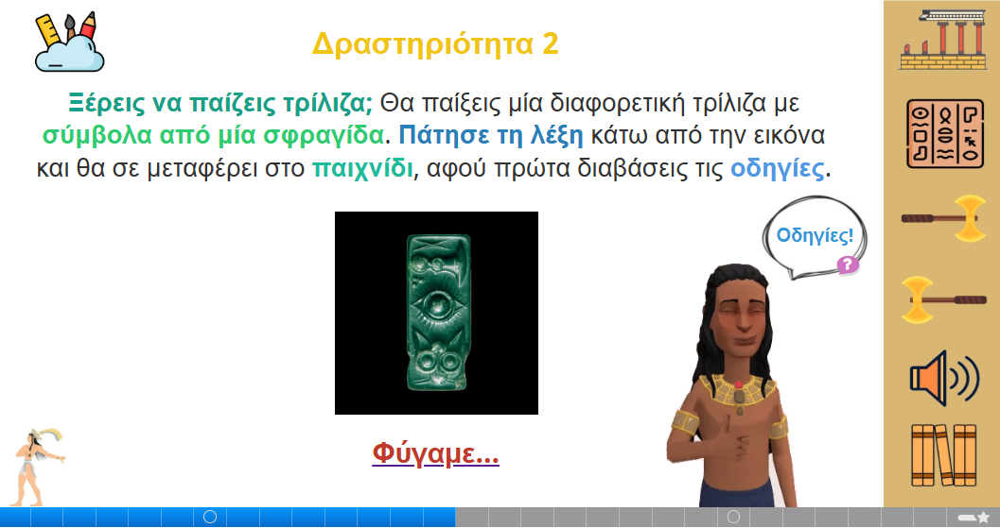 Δραστηριότητα 2
Ξέρεις να παίζεις τρίλιζα; Θα παίξεις μία διαφορετική τρίλιζα με
σύμβολα από μία σφραγίδα. Πάτησε τη λέξη κάτω από την εικόνα
και θα σε μεταφέρει στο παιχνίδι, αφού πρώτα διαβάσεις τις οδηγίες.
Οδηγίες!
?
Φύγαμε...